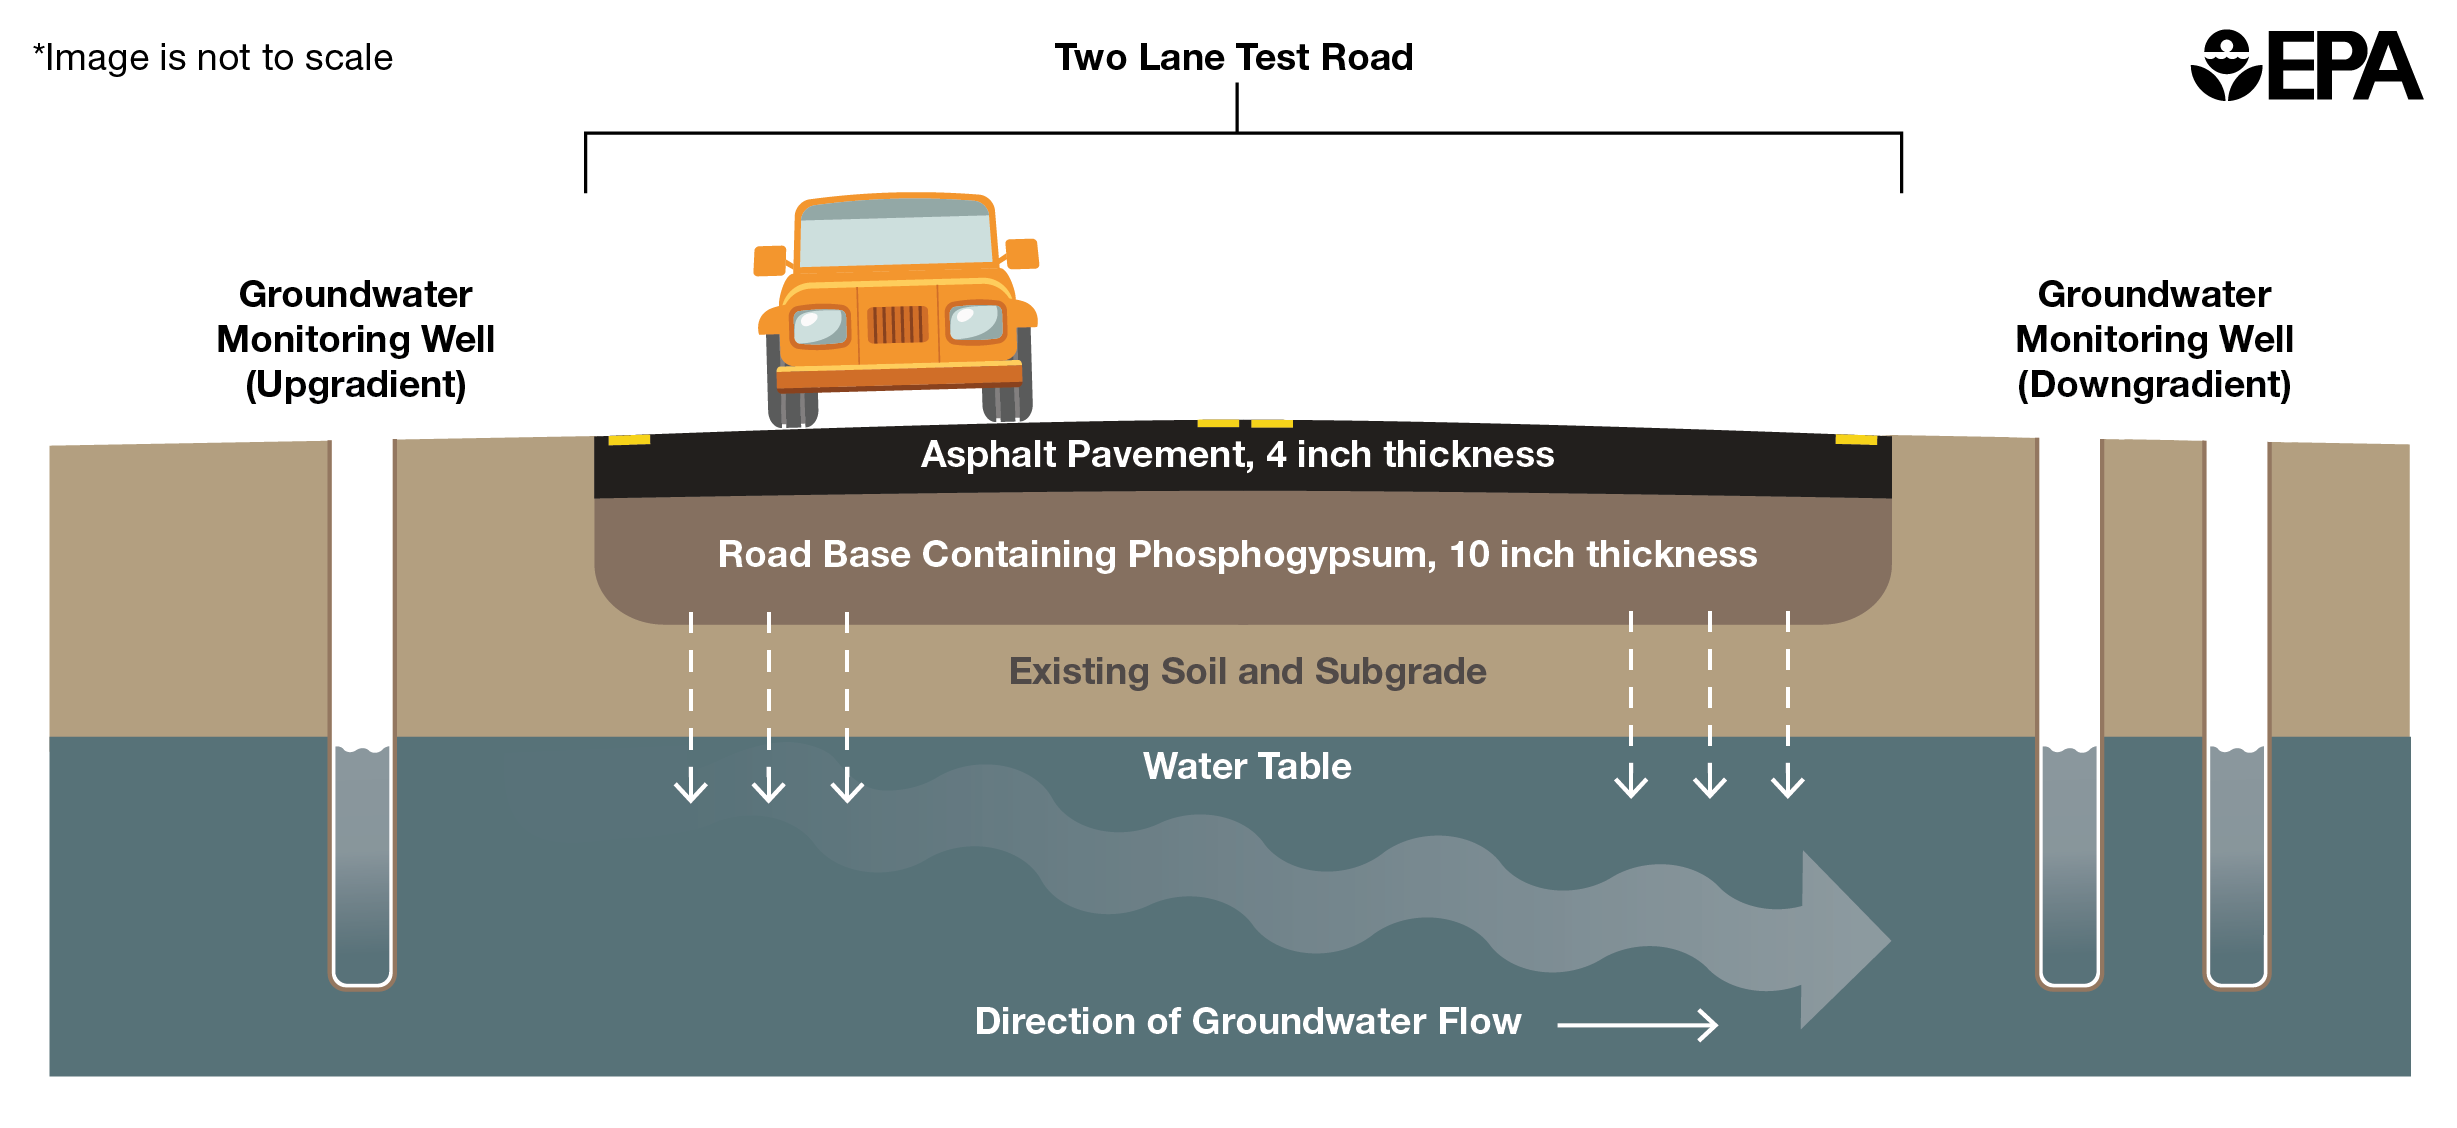 *Image is not to scale
Two Lane Test Road
EPA
Groundwater
Monitoring Well
(Upgradient)
Groundwater
Monitoring Well
(Downgradient)
Asphalt Pavement, 4 inch thickness
Road Base Containing Phosphogypsum, 10 inch thickness
Existing Soil and Subgrade
Water Table
Direction of Groundwater Flow